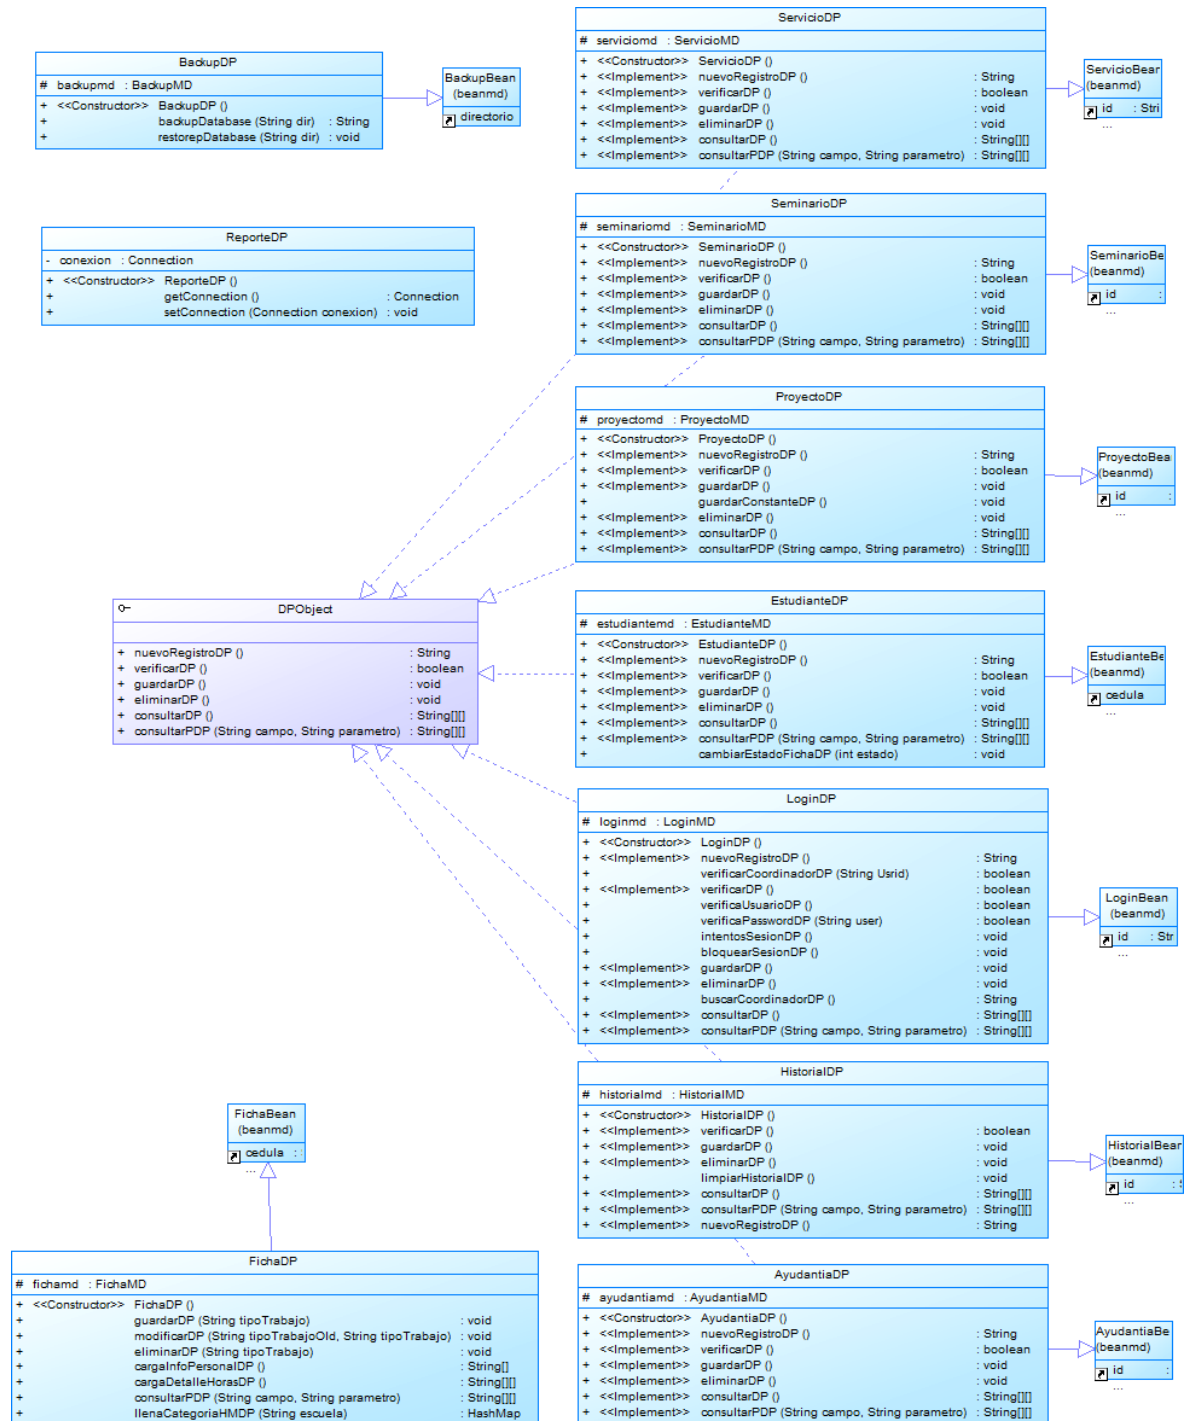 BackupDP
# backupmd : BackupMD
+ <<Constructor>> BackupDP ()
+ backupDatabase (String dir) : String
+ restorepDatabase (String dir) : void
BackupBean
(beanmd)
directorio
ReporteDP
- conexion : Connection
+ <<Constructor>> ReporteDP ()
+ getConnection () : Connection
+ setConnection (Connection conexion) : void
ServicioDP
# serviciomd : ServicioMD
+ <<Constructor>> ServicioDP ()
+ <<Implement>> nuevoRegistroDP () : String
+ <<Implement>> verificarDP () : boolean
+ <<Implement>> guardarDP () : void
+ <<Implement>> eliminarDP () : void
+ <<Implement>> consultarDP () : String[][]
+ <<Implement>> consultarPDP (String campo, String parametro) : String[][]
ServicioBean
(beanmd)
id : Stri
...
SeminarioDP
# seminariomd : SeminarioMD
+ <<Constructor>> SeminarioDP ()
+ <<Implement>> nuevoRegistroDP () : String
+ <<Implement>> verificarDP () : boolean
+ <<Implement>> guardarDP () : void
+ <<Implement>> eliminarDP () : void
+ <<Implement>> consultarDP () : String[][]
+ <<Implement>> consultarPDP (String campo, String parametro) : String[][]
SeminarioBe
(beanmd)
id :
...
ProyectoDP
# proyectomd : ProyectoMD
+ <<Constructor>> ProyectoDP ()
+ <<Implement>> nuevoRegistroDP () : String
+ <<Implement>> verificarDP () : boolean
+ <<Implement>> guardarDP () : void
+ guardarConstanteDP () : void
+ <<Implement>> eliminarDP () : void
+ <<Implement>> consultarDP () : String[][]
+ <<Implement>> consultarPDP (String campo, String parametro) : String[][]
ProyectoBea
(beanmd)
id :
...
DPObject
+ nuevoRegistroDP () : String
+ verificarDP () : boolean
+ guardarDP () : void
+ eliminarDP () : void
+ consultarDP () : String[][]
+ consultarPDP (String campo, String parametro) : String[][]
EstudianteDP
# estudiantemd : EstudianteMD
+ <<Constructor>> EstudianteDP ()
+ <<Implement>> nuevoRegistroDP () : String
+ <<Implement>> verificarDP () : boolean
+ <<Implement>> guardarDP () : void
+ <<Implement>> eliminarDP () : void
+ <<Implement>> consultarDP () : String[][]
+ <<Implement>> consultarPDP (String campo, String parametro) : String[][]
+ cambiarEstadoFichaDP (int estado) : void
EstudianteBe
(beanmd)
cedula
...
LoginDP
# loginmd : LoginMD
+ <<Constructor>> LoginDP ()
+ <<Implement>> nuevoRegistroDP () : String
+ verificarCoordinadorDP (String Usrid) : boolean
+ <<Implement>> verificarDP () : boolean
+ verificaUsuarioDP () : boolean
+ verificaPasswordDP (String user) : boolean
+ intentosSesionDP () : void
+ bloquearSesionDP () : void
+ <<Implement>> guardarDP () : void
+ <<Implement>> eliminarDP () : void
+ buscarCoordinadorDP () : String
+ <<Implement>> consultarDP () : String[][]
+ <<Implement>> consultarPDP (String campo, String parametro) : String[][]
LoginBean
(beanmd)
id : Str
...
HistorialDP
# historialmd : HistorialMD
+ <<Constructor>> HistorialDP ()
+ <<Implement>> verificarDP () : boolean
+ <<Implement>> guardarDP () : void
+ <<Implement>> eliminarDP () : void
+ limpiarHistorialDP () : void
+ <<Implement>> consultarDP () : String[][]
+ <<Implement>> consultarPDP (String campo, String parametro) : String[][]
+ <<Implement>> nuevoRegistroDP () : String
HistorialBear
(beanmd)
id :
...
FichaBean
(beanmd)
cedula :
...
FichaDP
# fichamd : FichaMD
+ <<Constructor>> FichaDP ()
+ guardarDP (String tipoTrabajo) : void
+ modificarDP (String tipoTrabajoOld, String tipoTrabajo) : void
+ eliminarDP (String tipoTrabajo) : void
+ cargaInfoPersonalDP () : String[]
+ cargaDetalleHorasDP () : String[][]
+ consultarPDP (String campo, String parametro) : String[][]
+ llenaCategoriaHMDP (String escuela) : HashMap
AyudantiaDP
# ayudantiamd : AyudantiaMD
+ <<Constructor>> AyudantiaDP ()
+ <<Implement>> nuevoRegistroDP () : String
+ <<Implement>> verificarDP () : boolean
+ <<Implement>> guardarDP () : void
+ <<Implement>> eliminarDP () : void
+ <<Implement>> consultarDP () : String[][]
+ <<Implement>> consultarPDP (String campo, String parametro) : String[][]
AyudantiaBe
(beanmd)
id :
...